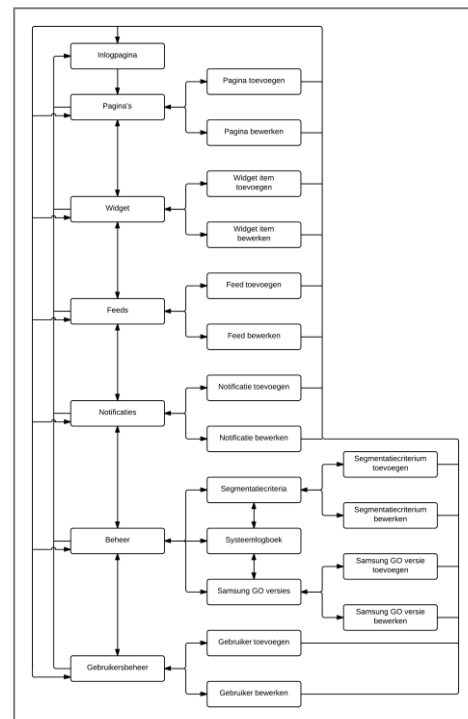 Inlogpagina
Pagina's
Pagina toevoegen
Pagina bewerken
Widget
Widget item
toevoegen
Widget item
bewerken
Feeds
Feed toevoegen
Feed bewerken
Notificaties
Notificatie toevoegen
Notificatie bewerken
Beheer
Segmentatiecriteria
Segmentatiecriterium
toevoegen
Segmentatiecriterium
bewerken
Systeemlogboek
Samsung GO versies
Samsung GO versie
toevoegen
Samsung GO versie
bewerken
Gebruikersbeheer
Gebruiker toevoegen
Gebruiker bewerken